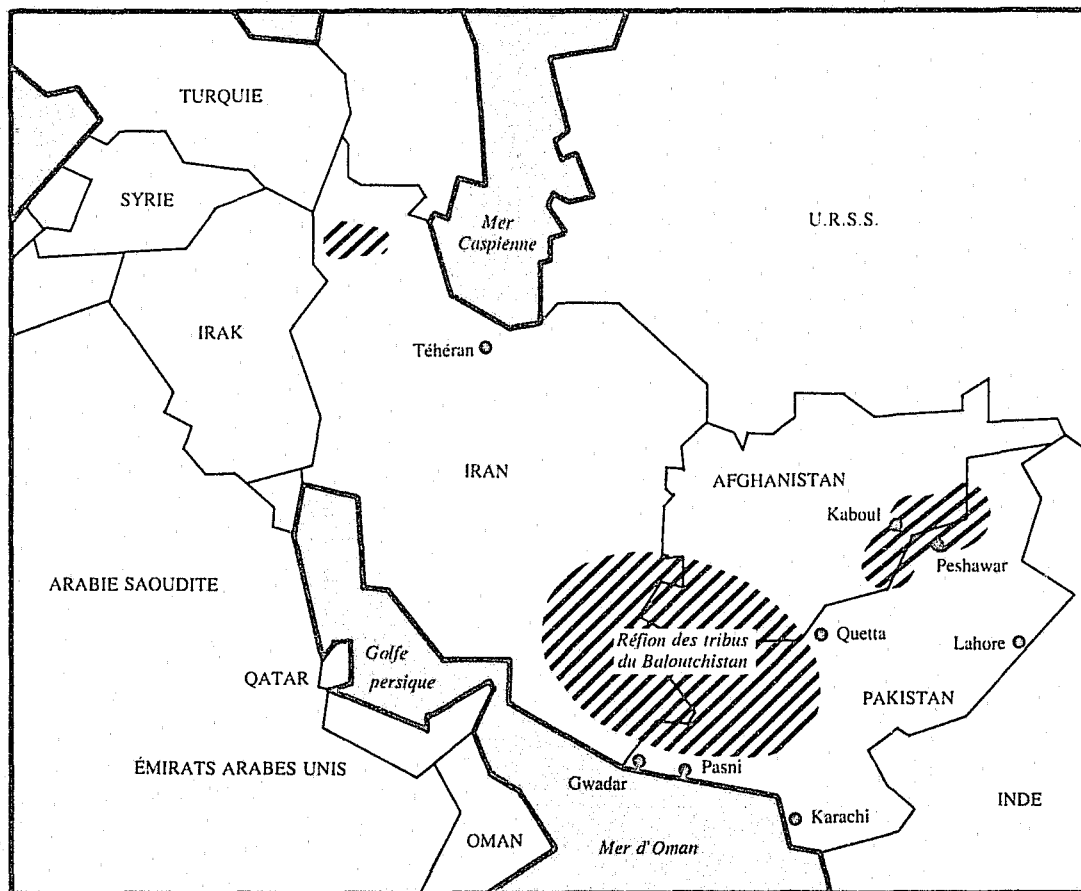 TURQUIE
SYRIE
Mer
Caspienne
U.R.S.S.
IRAK
Téhéran
IRAN
AFGHANISTAN
Kaboul
Peshawar
ARABIE SAOUDITE
Réfion des tribus
du Baloutchistan
Quetta
Lahore
Golfe
persique
QATAR
PAKISTAN
ÉMIRATS ARABES UNIS
Gwadar
Pasni
INDE
Karachi
OMAN
Mer d'Oman